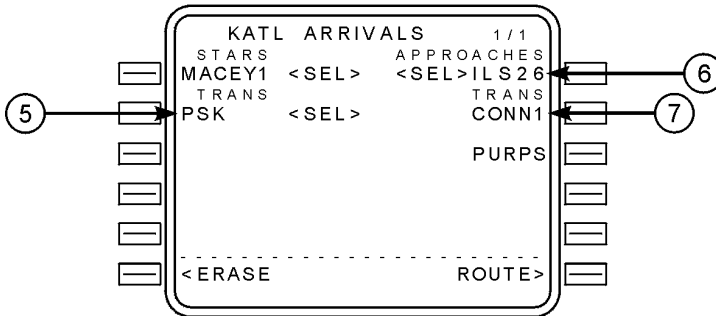 KATL ARRIVALS 1/1
STARS APPROACHES
MACEY1 <SEL> <SEL>ILS26
TRANS TRANS
PSK <SEL> CONN1
PURPS
<ERASE ROUTE>
5
6
7